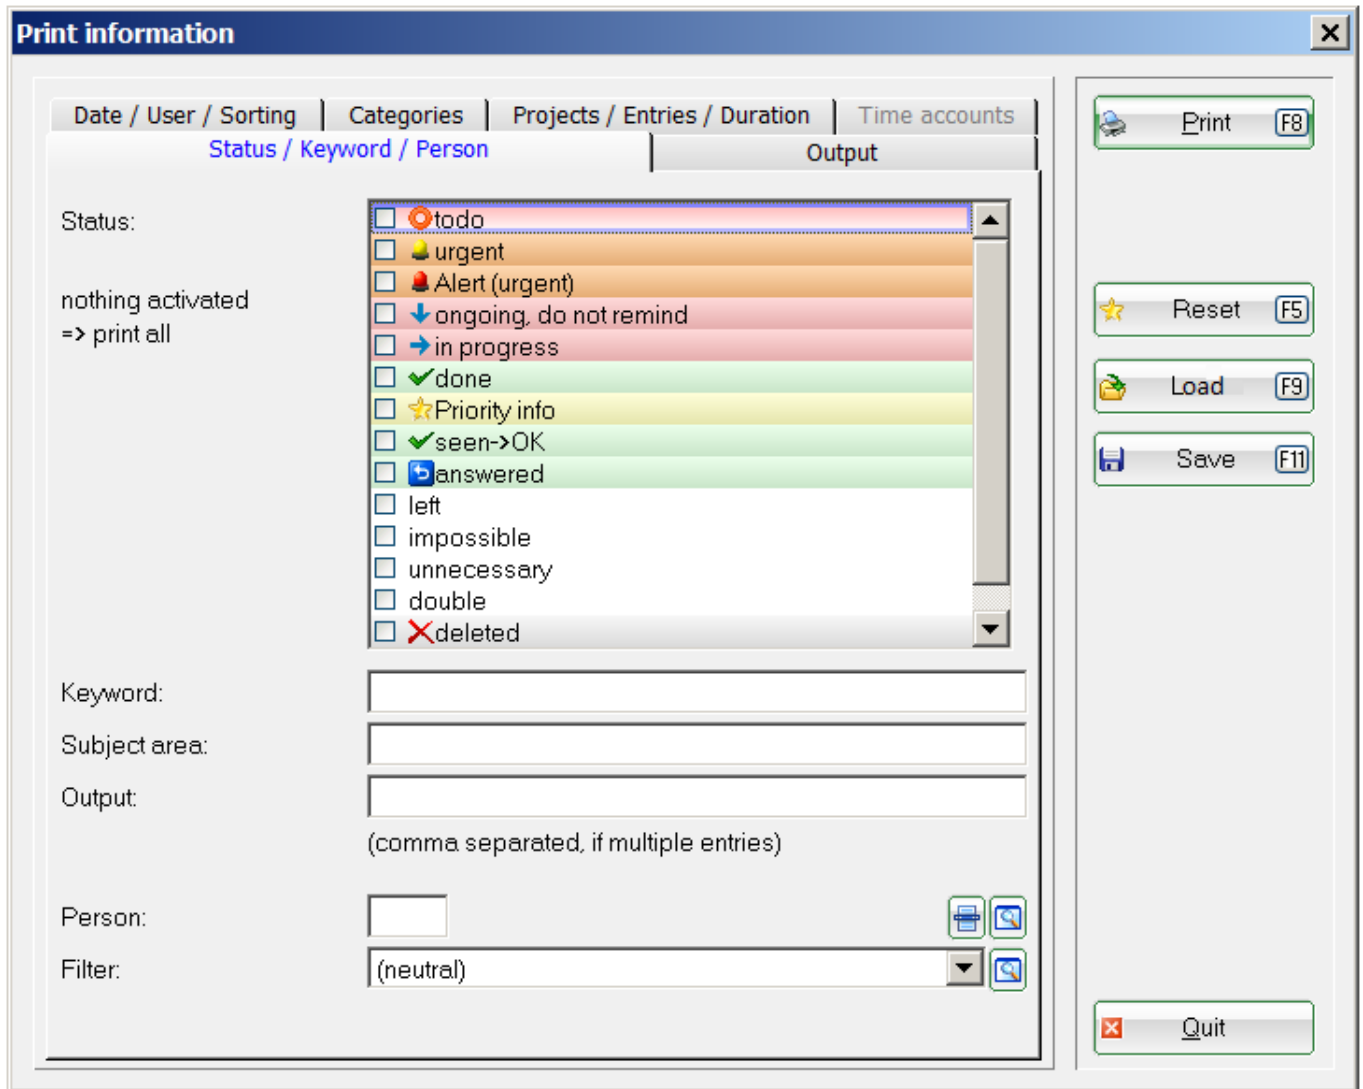 Print information
Date / User / Sorting
Categories
Projects / Entries / Duration
Time accounts
Status / Keyword / Person
Output
Status:
nothing activated
=> print all
todo
urgent
Alert (urgent)
ongoing, do not remind
in progress
done
Priority info
seen->OK
answered
left
impossible
unnecessary
double
deleted
Keyword:
Subject area:
Output:
(comma separated, if multiple entries)
Person:
Filter:
(neutral)
Print F8
Reset F5
Load F9
Save F11
Quit